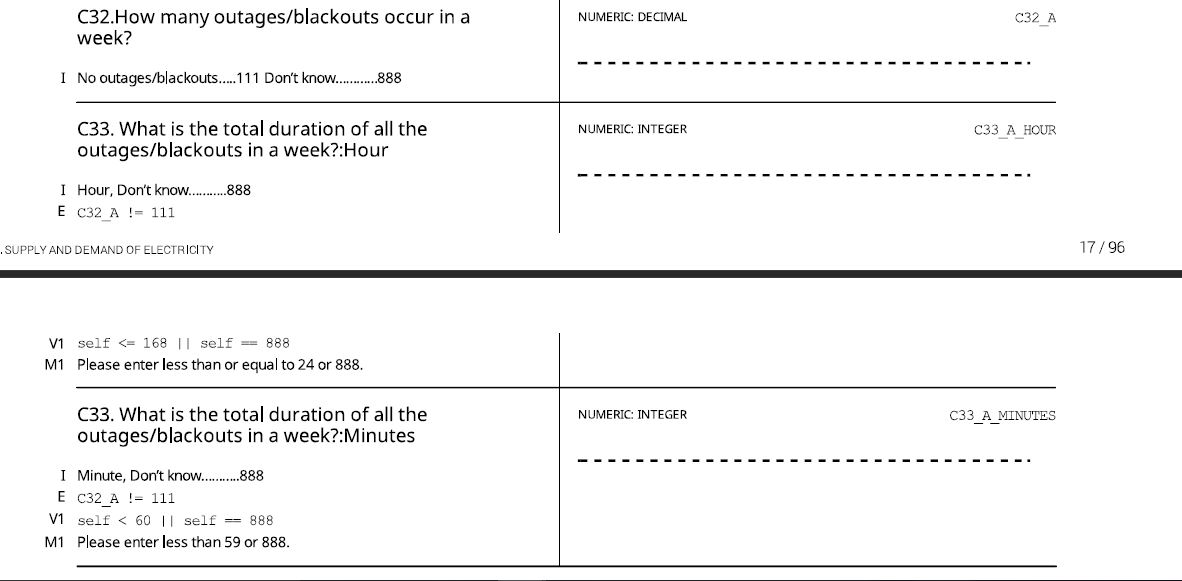 C32.How many outages/blackouts occur in a
week?
NUMERIC: DECIMAL
C32_A
I No outages/blackouts.....111 Don't know............888
C33. What is the total duration of all the
outages/blackouts in a week?:Hour
NUMERIC: INTEGER
C33_A_HOUR
I Hour, Don't know...........888
E C32_A != 111
. SUPPLY AND DEMAND OF ELECTRICITY
17 / 96
V1 self <= 168 || self == 888
M1 Please enter less than or equal to 24 or 888.
C33. What is the total duration of all the
outages/blackouts in a week?:Minutes
NUMERIC: INTEGER
C33_A_MINUTES
I Minute, Don't know...........888
E C32_A != 111
V1 self < 60 || self == 888
M1 Please enter less than 59 or 888.